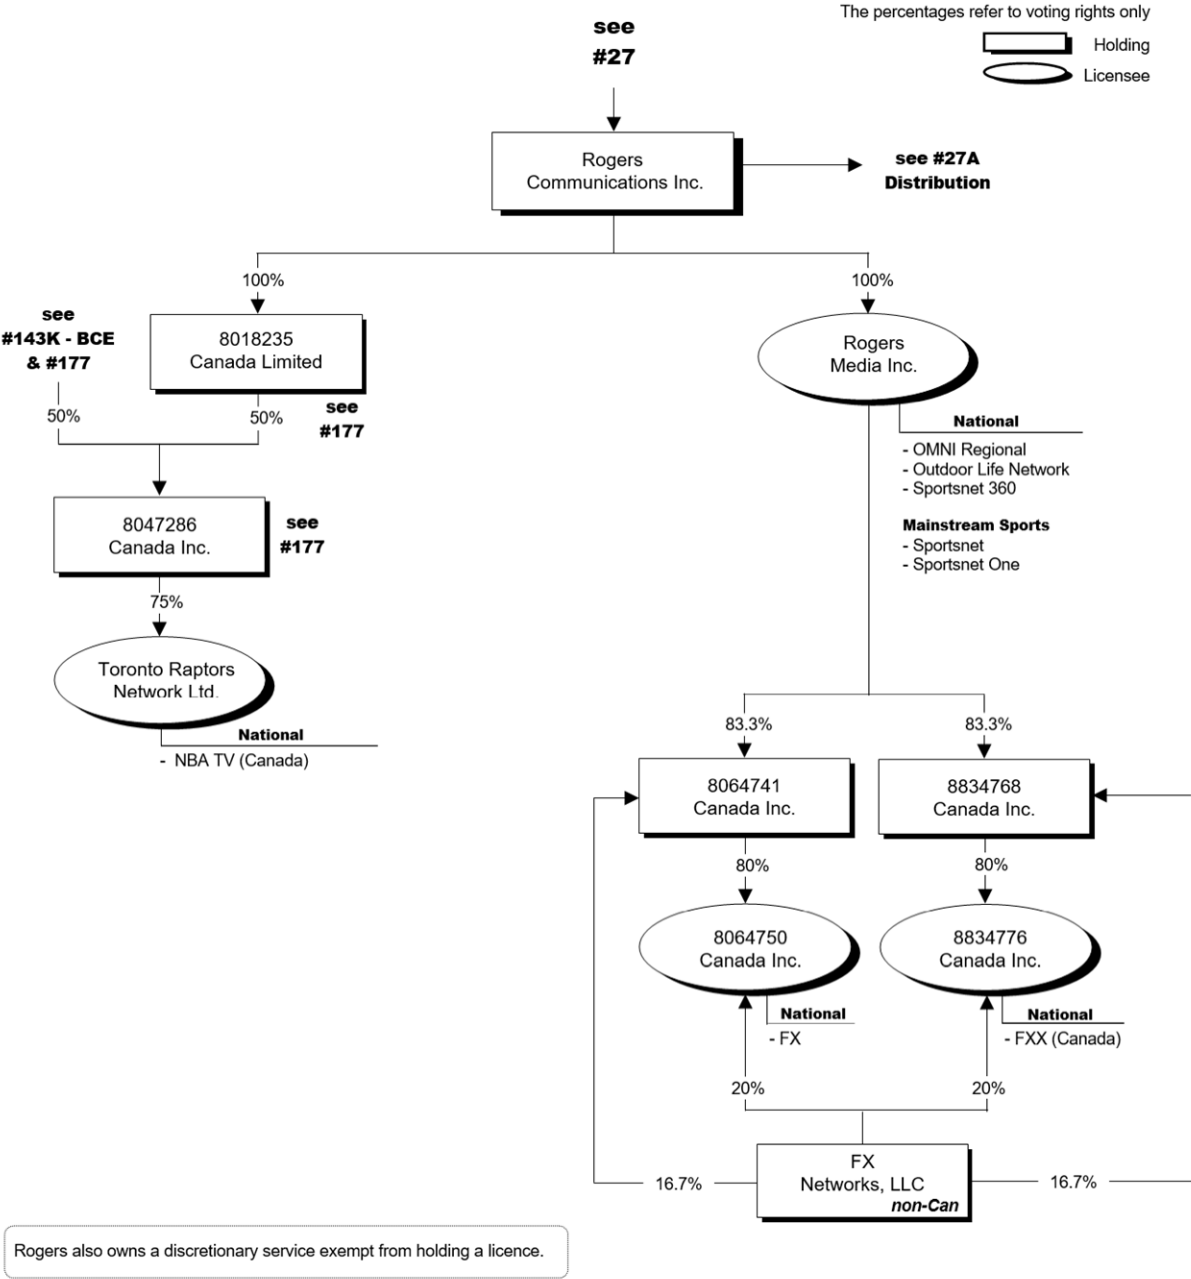 The percentages refer to voting rights only
Holding
Licensee
see
#27
Rogers
Communications Inc.
see #27A
Distribution
100%
100%
see
#143K - BCE
& #177
8018235
Canada Limited
Rogers
Media Inc.
50%
50%
see
#177
National
- OMNI Regional
- Outdoor Life Network
- Sportsnet 360
Mainstream Sports
- Sportsnet
- Sportsnet One
8047286
Canada Inc.
see
#177
75%
Toronto Raptors
Network Ltd.
National
- NBA TV (Canada)
83.3%
83.3%
8064741
Canada Inc.
8834768
Canada Inc.
80%
80%
8064750
Canada Inc.
8834776
Canada Inc.
National
- FX
National
- FXX (Canada)
20%
20%
FX
Networks, LLC
non-Can
16.7%
16.7%
Rogers also owns a discretionary service exempt from holding a licence.